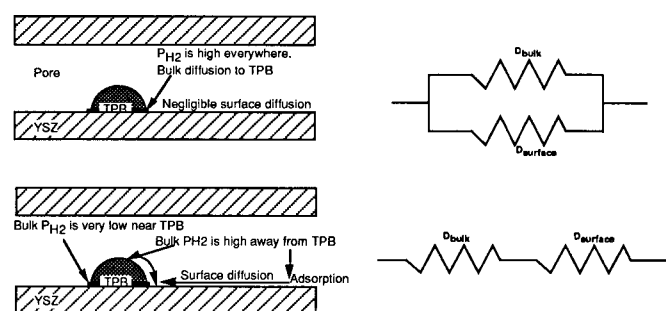 P_H2 is high everywhere.
Bulk diffusion to TPB
Pore
TPB
Negligible surface diffusion
YSZ
D_bulk
D_surface
Bulk P_H2 is very low near TPB
Bulk PH2 is high away from TPB
TPB
Surface diffusion
Adsorption
YSZ
D_bulk
D_surface